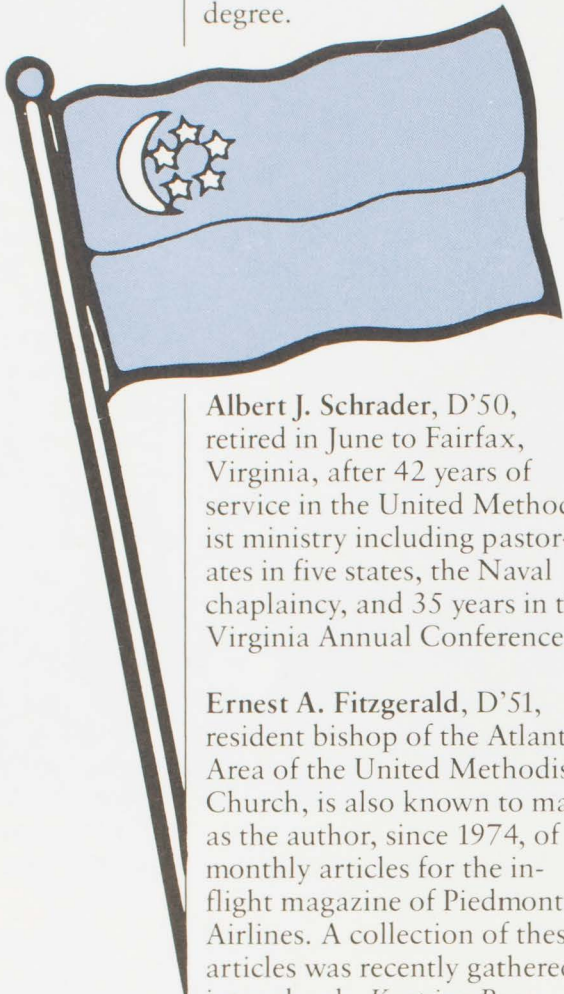 degree.
Albert J. Schrader, D’50,
retired in June to Fairfax,
Virginia, after 42 years of
service in the United Method
ist ministry including pastor-
ates in five states, the Naval
chaplaincy, and 35 years in t
Virginia Annual Conference
Ernest A. Fitzgerald, D’51,
resident bishop of the Atlant
Area of the United Methodis
Church, is also known to ma
as the author, since 1974, of
monthly articles for the in-
flight magazine of Piedmont
Airlines. A collection of thes
articles was recently gathered